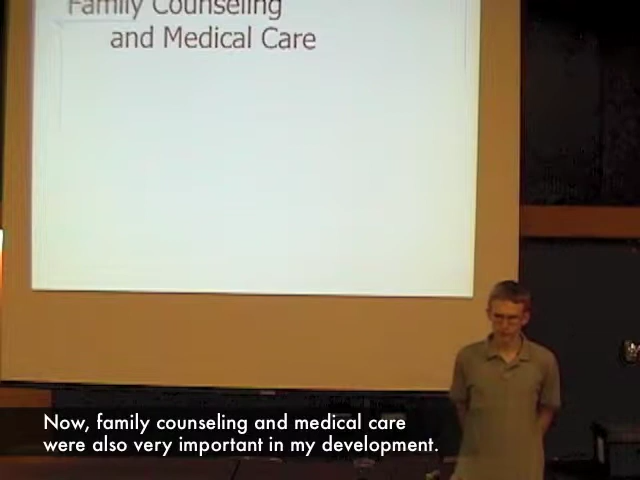 Family Counseling
and Medical Care
Now, family counseling and medical care
were also very important in my development.